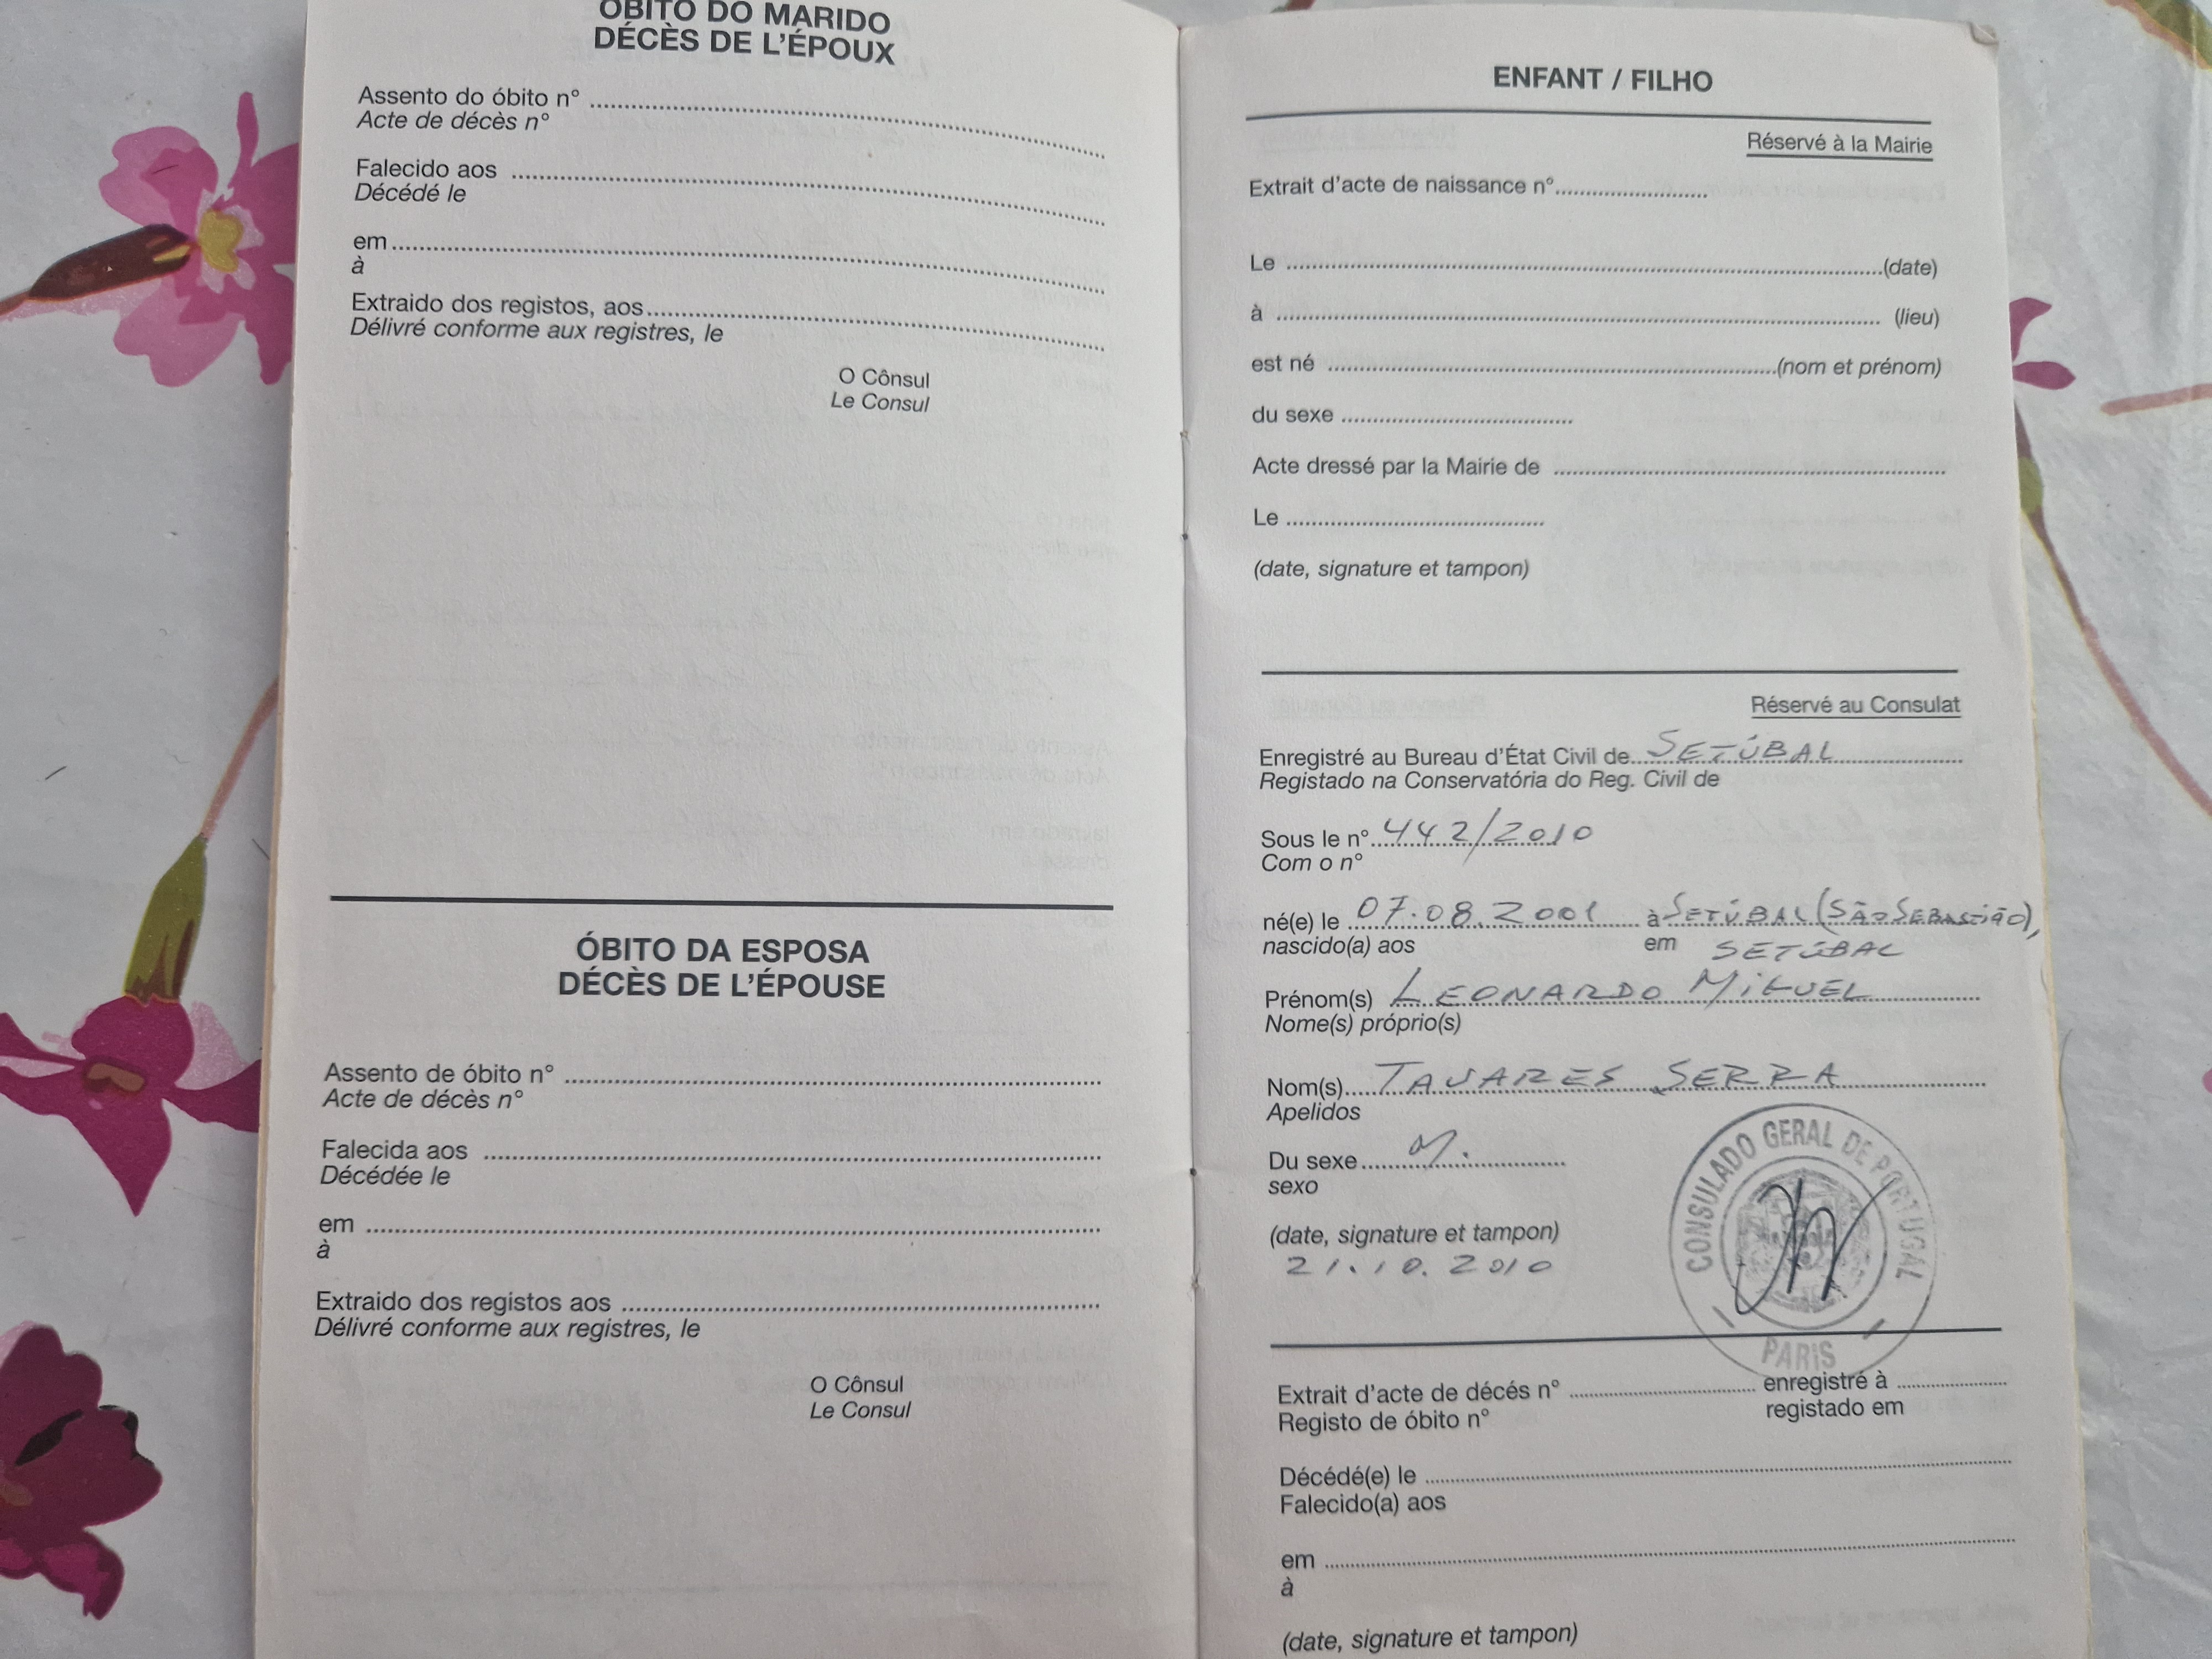 ÓBITO DO MARIDO
DÉCÈS DE L'ÉPOUX
Assento do óbito n° ........................................
Acte de décès n°
Falecido aos ........................................
Décédé le
em ........................................
à
Extraido dos registos, aos ........................................
Délivré conforme aux registres, le
O Cônsul
Le Consul
ÓBITO DA ESPOSA
DÉCÈS DE L'ÉPOUSE
Assento de óbito n° ........................................
Acte de décès n°
Falecida aos ........................................
Décédée le
em ........................................
à
Extraido dos registos aos ........................................
Délivré conforme aux registres, le
O Cônsul
Le Consul
ENFANT / FILHO
Réservé à la Mairie
Extrait d'acte de naissance n° ....................
Le ........................................ (date)
à ........................................ (lieu)
est né ........................................ (nom et prénom)
du sexe ....................
Acte dressé par la Mairie de ........................................
Le ....................
(date, signature et tampon)
Réservé au Consulat
Enregistré au Bureau d'État Civil de SETÚBAL
Registado na Conservatória do Reg. Civil de
Sous le n° 442/2010
Com o n°
né(e) le 07.08.2001 à SETÚBAL (SÃO SEBASTIÃO),
nascido(a) aos em SETÚBAL
Prénom(s) LEONARDO MIGUEL
Nome(s) próprio(s)
Nom(s) TAVARES SERRA
Apelidos
Du sexe M.
sexo
(date, signature et tampon)
21.10.2010
CONSULADO GERAL DE PORTUGAL
PARIS
Extrait d'acte de décés n° .................... enregistré à ....................
Registo de óbito n° registado em
Décédé(e) le ........................................
Falecido(a) aos
em ........................................
à
(date, signature et tampon)